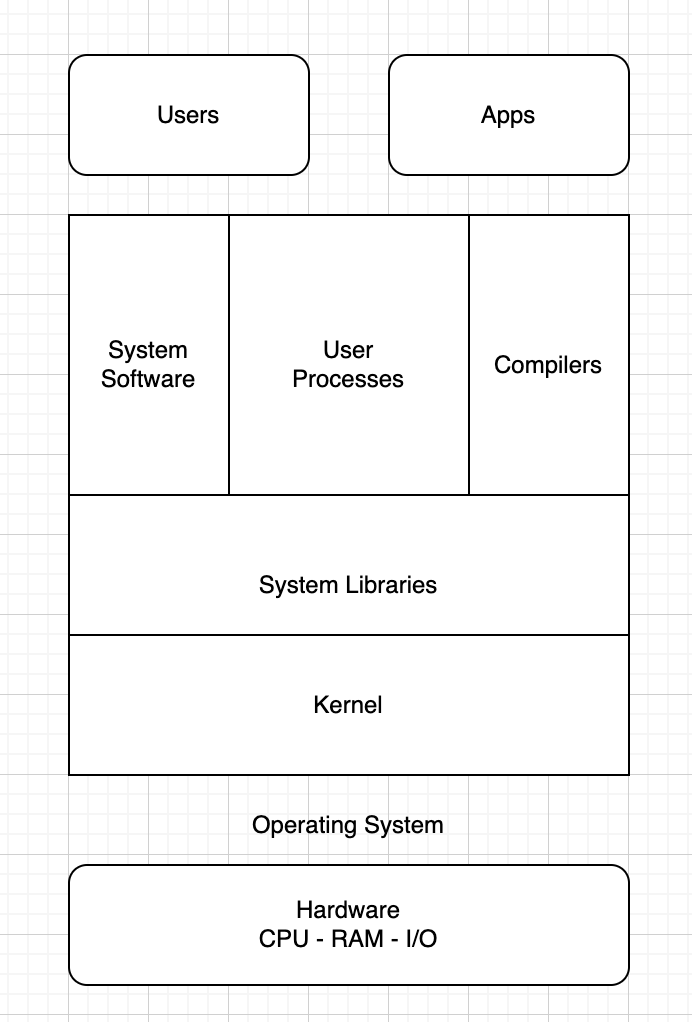 Users
Apps
System
Software
User
Processes
Compilers
System Libraries
Kernel
Operating System
Hardware
CPU - RAM - I/O